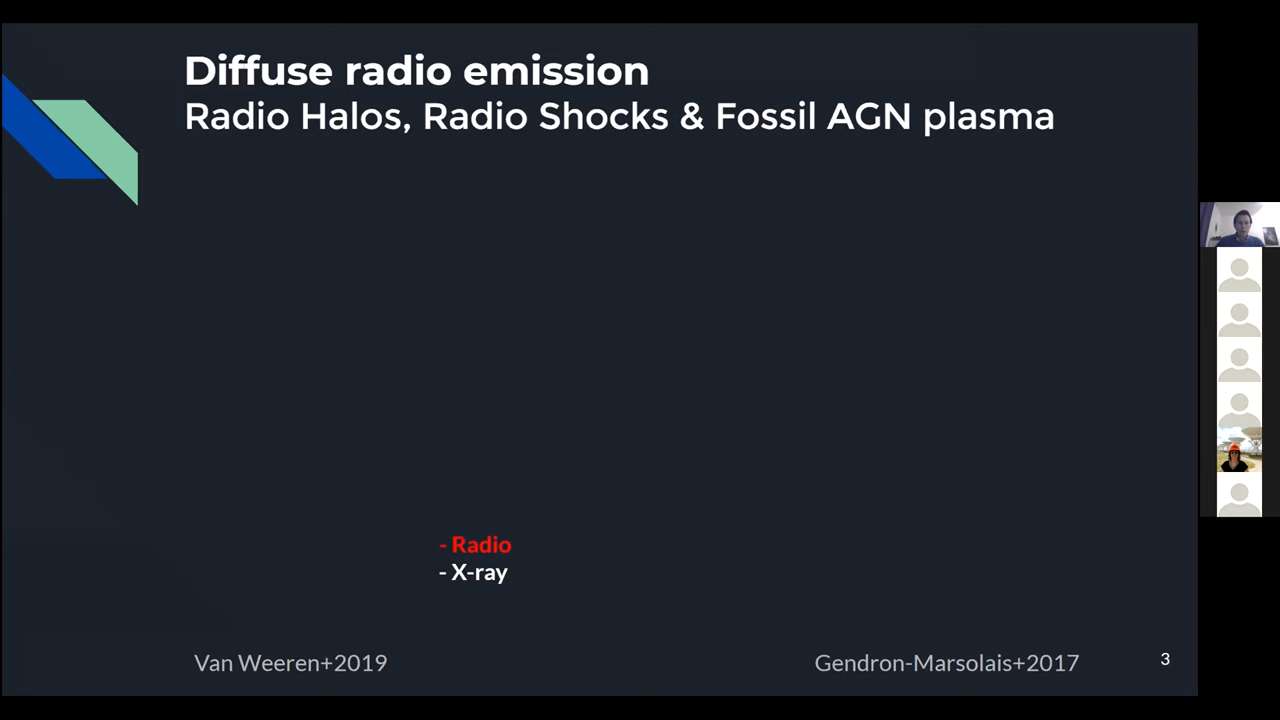 Diffuse radio emission
Radio Halos, Radio Shocks & Fossil AGN plasma
- Radio
- X-ray
Van Weeren+2019
Gendron-Marsolais+2017
3